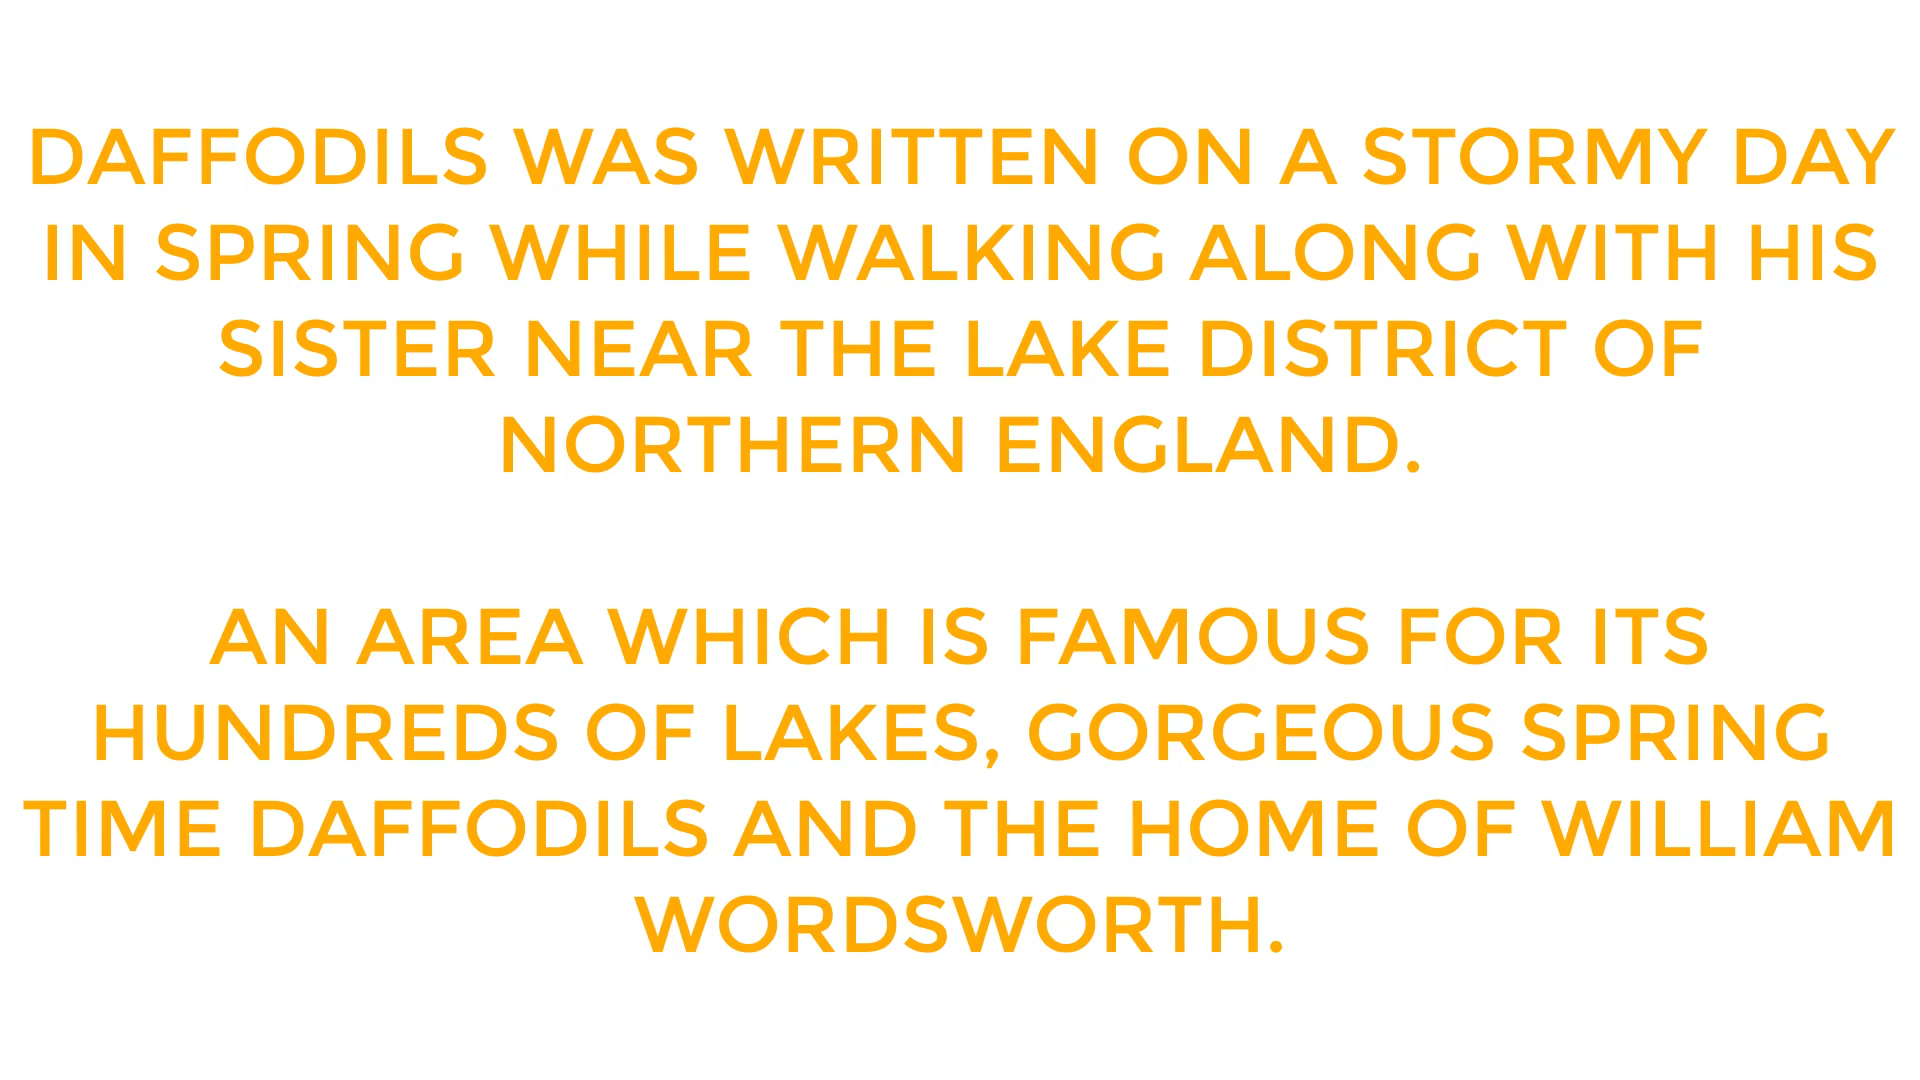 DAFFODILS WAS WRITTEN ON A STORMY DAY
IN SPRING WHILE WALKING ALONG WITH HIS
SISTER NEAR THE LAKE DISTRICT OF
NORTHERN ENGLAND.
AN AREA WHICH IS FAMOUS FOR ITS
HUNDREDS OF LAKES, GORGEOUS SPRING
TIME DAFFODILS AND THE HOME OF WILLIAM
WORDSWORTH.